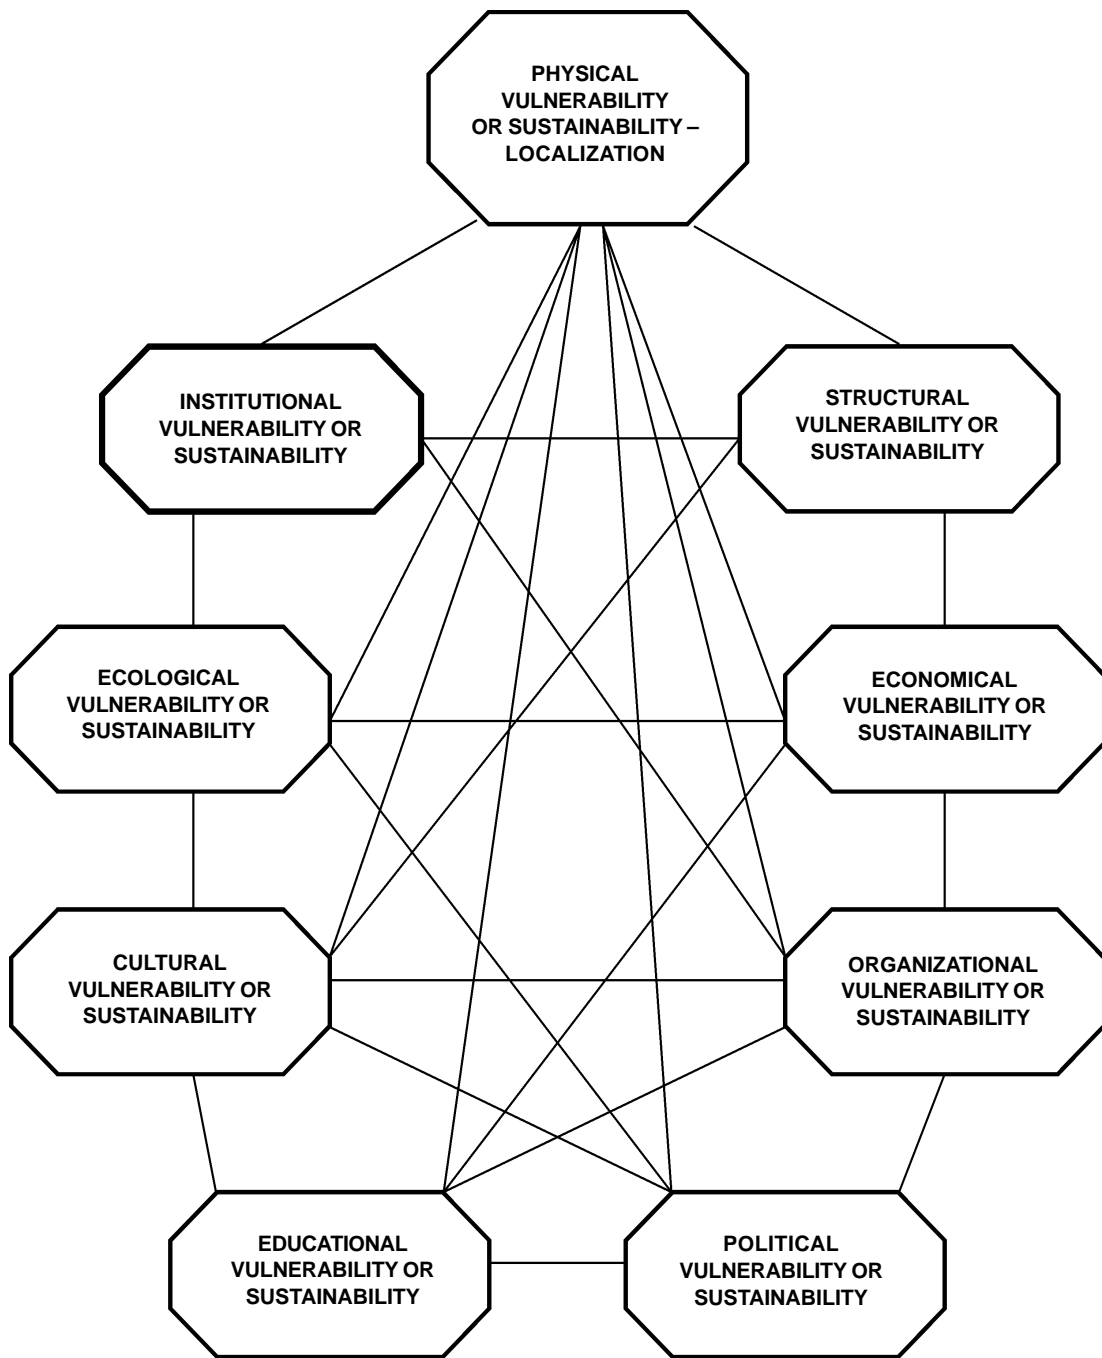 PHYSICAL
VULNERABILITY
OR SUSTAINABILITY –
LOCALIZATION
INSTITUTIONAL
VULNERABILITY OR
SUSTAINABILITY
STRUCTURAL
VULNERABILITY OR
SUSTAINABILITY
ECOLOGICAL
VULNERABILITY OR
SUSTAINABILITY
ECONOMICAL
VULNERABILITY OR
SUSTAINABILITY
CULTURAL
VULNERABILITY OR
SUSTAINABILITY
ORGANIZATIONAL
VULNERABILITY OR
SUSTAINABILITY
EDUCATIONAL
VULNERABILITY OR
SUSTAINABILITY
POLITICAL
VULNERABILITY OR
SUSTAINABILITY